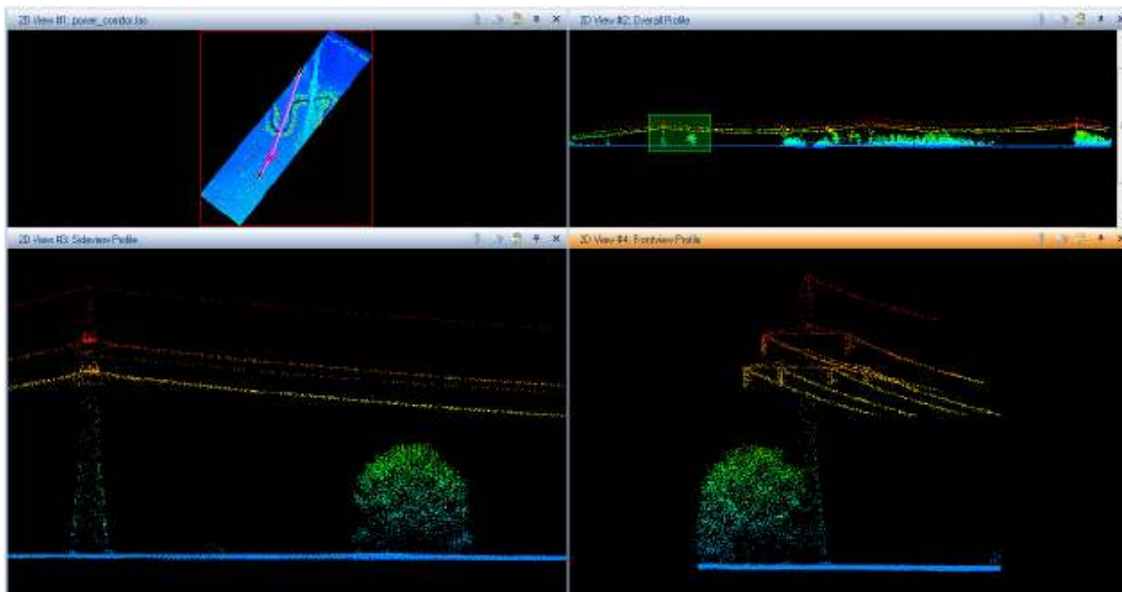 2D View #1: power_corridor.las
2D View #2: Overall Profile
2D View #3: Sideview Profile
2D View #4: Frontview Profile